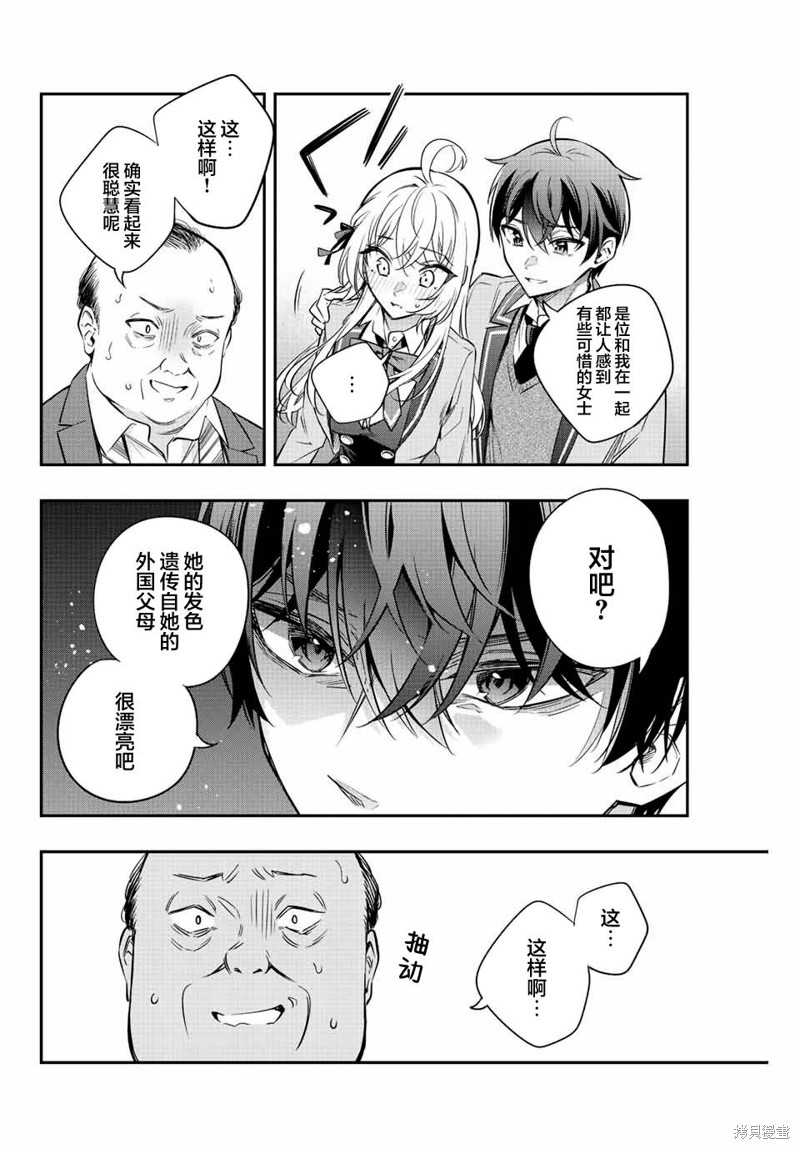 是位和我在一起
都让人感到
有些可惜的女士
…
这…
这样啊！
确实看起来
很聪慧呢
对吧？
她的发色
遗传自她的
外国父母
很漂亮吧
这…
这样啊…
抽动
拷貝漫畫